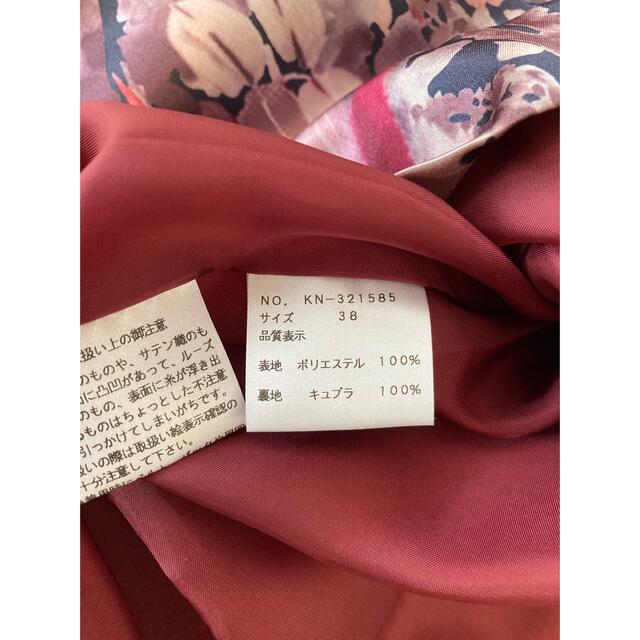 NO. KN-321585
サイズ 38
品質表示
表地 ポリエステル 100%
裏地 キュプラ 100%
扱い上の御注意
のものや、サテン織のも
に凸凹があって、ルーズ
のもの、表面に糸が浮き出
ものはちょっとした不注意
引っかけてしまいがちです。
扱いの際は取扱い絵表示確認の
十分注意して下さい。